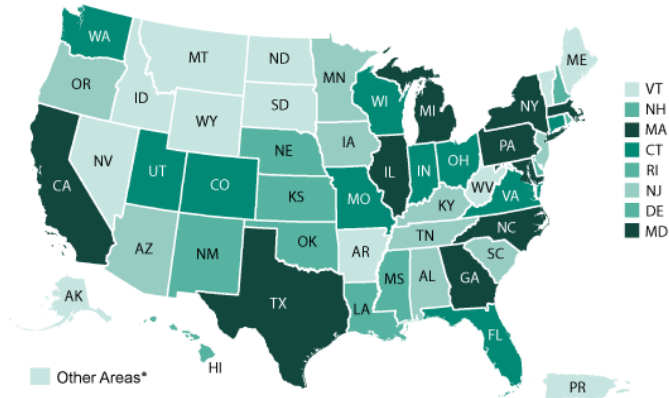 WA
MT
ND
MN
ME
OR
ID
SD
WI
MI
NY
WY
IA
PA
NE
NV
UT
CO
IL
IN
OH
WV
VA
CA
KS
MO
KY
NC
AZ
NM
OK
AR
TN
SC
MS
AL
GA
TX
LA
AK
FL
HI
PR
Other Areas*
VT
NH
MA
CT
RI
NJ
DE
MD